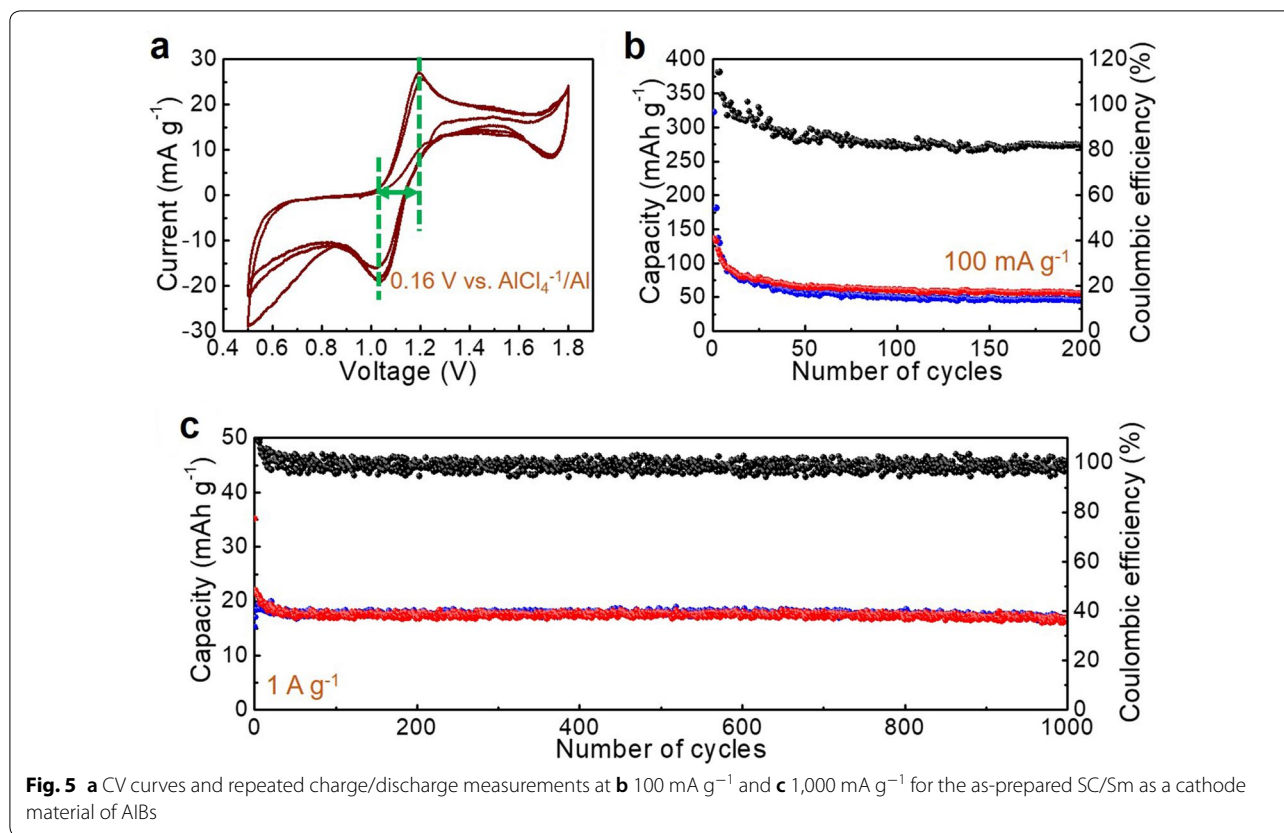 a
30
20
10
0
-10
-20
-30
Current (mA g⁻¹)
0.16 V vs. AlCl₄⁻¹/Al
0.4 0.6 0.8 1.0 1.2 1.4 1.6 1.8
Voltage (V)
b
400
350
300
250
200
150
100
50
0
Capacity (mAh g⁻¹)
120
100
80
60
40
20
0
Coulombic efficiency (%)
100 mA g⁻¹
0 50 100 150 200
Number of cycles
c
50
40
30
20
10
0
Capacity (mAh g⁻¹)
100
80
60
40
20
0
Coulombic efficiency (%)
1 A g⁻¹
0 200 400 600 800 1000
Number of cycles
Fig. 5 a CV curves and repeated charge/discharge measurements at b 100 mA g⁻¹ and c 1,000 mA g⁻¹ for the as-prepared SC/Sm as a cathode
material of AIBs